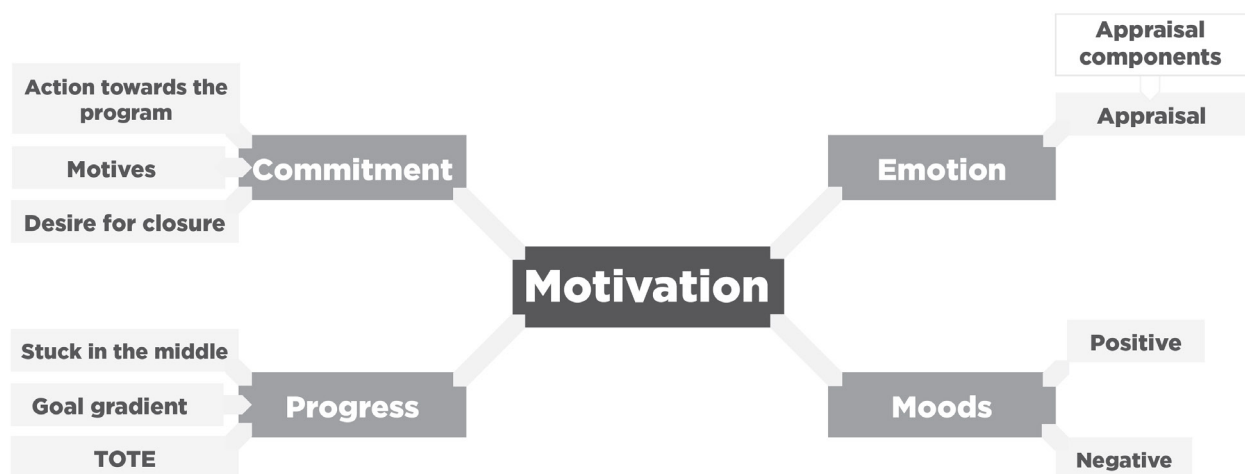 Appraisal
components
Appraisal
Action towards the
program
Motives
Desire for closure
Commitment
Emotion
Motivation
Stuck in the middle
Goal gradient
TOTE
Progress
Moods
Positive
Negative